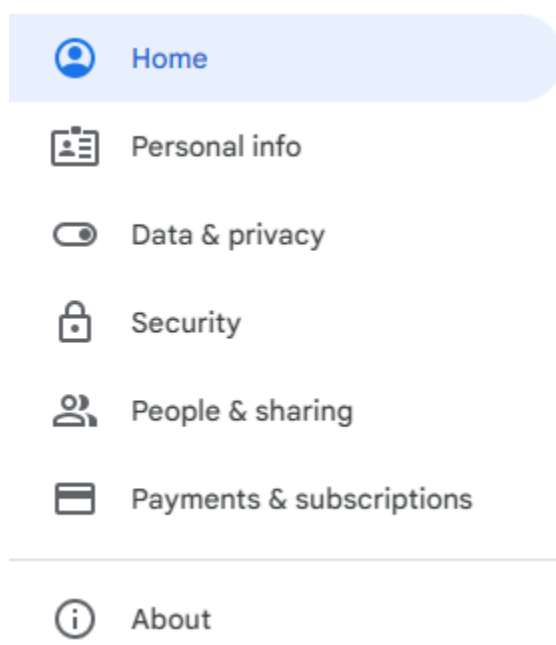 Home
Personal info
Data & privacy
Security
People & sharing
Payments & subscriptions
About